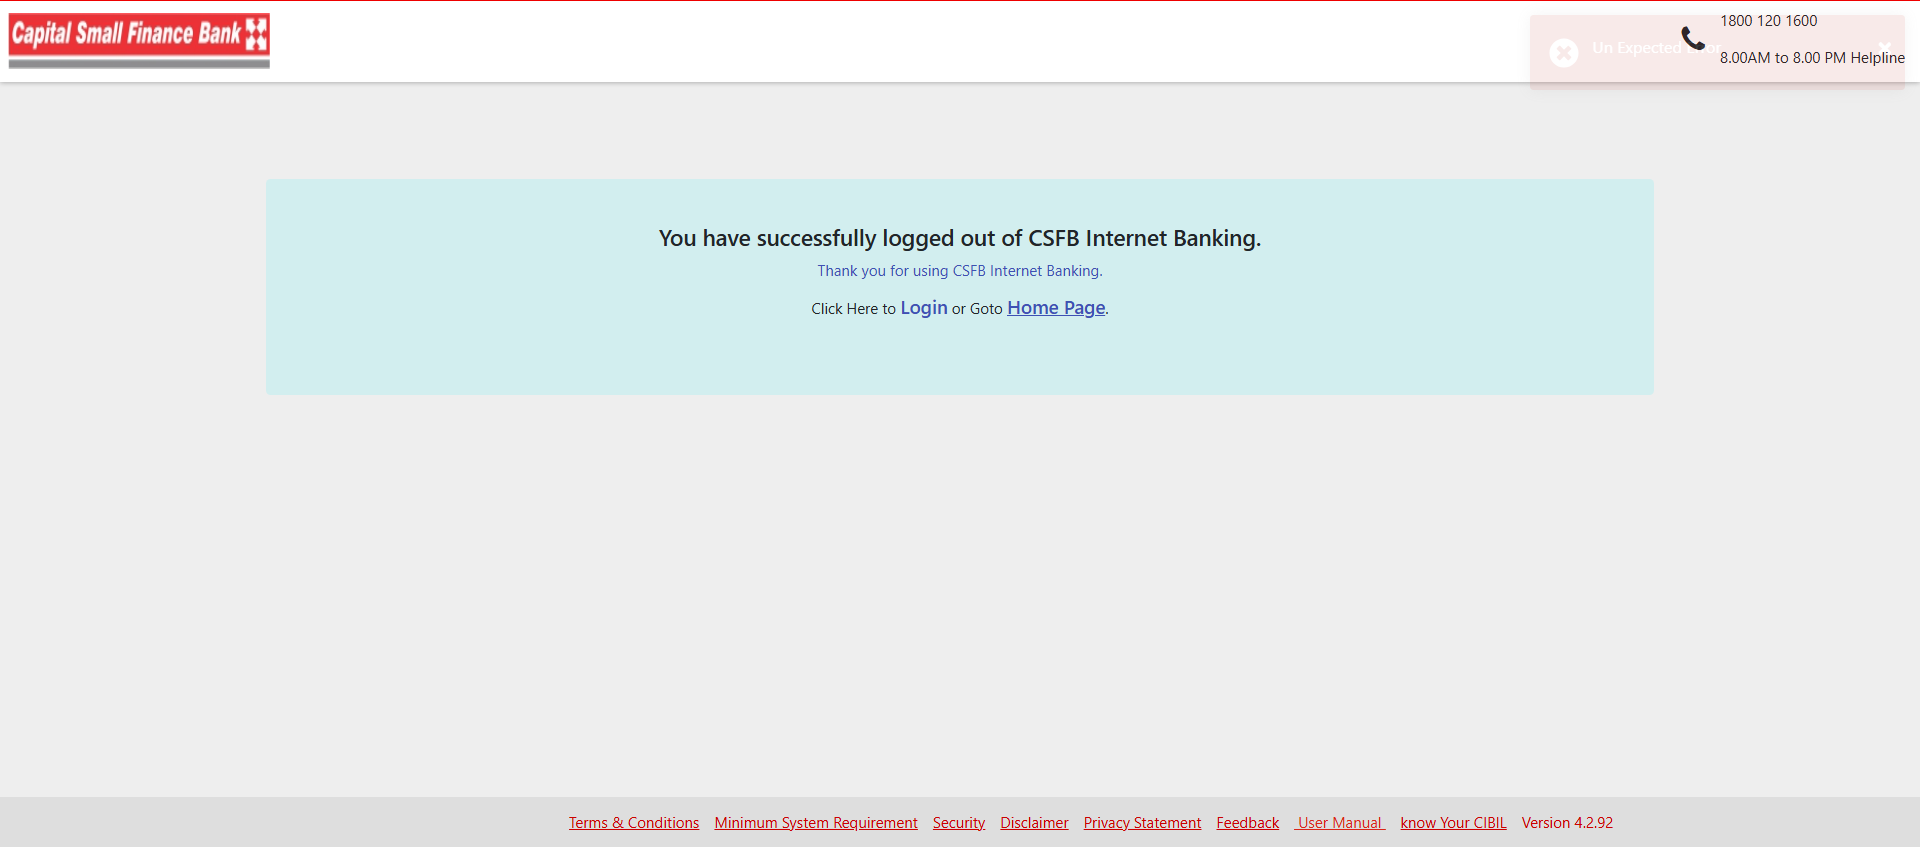 Capital Small Finance Bank
1800 120 1600
Un Expected Error
8.00AM to 8.00 PM Helpline
You have successfully logged out of CSFB Internet Banking.
Thank you for using CSFB Internet Banking.
Click Here to Login or Goto Home Page.
Terms & Conditions Minimum System Requirement Security Disclaimer Privacy Statement Feedback User Manual know Your CIBIL Version 4.2.92